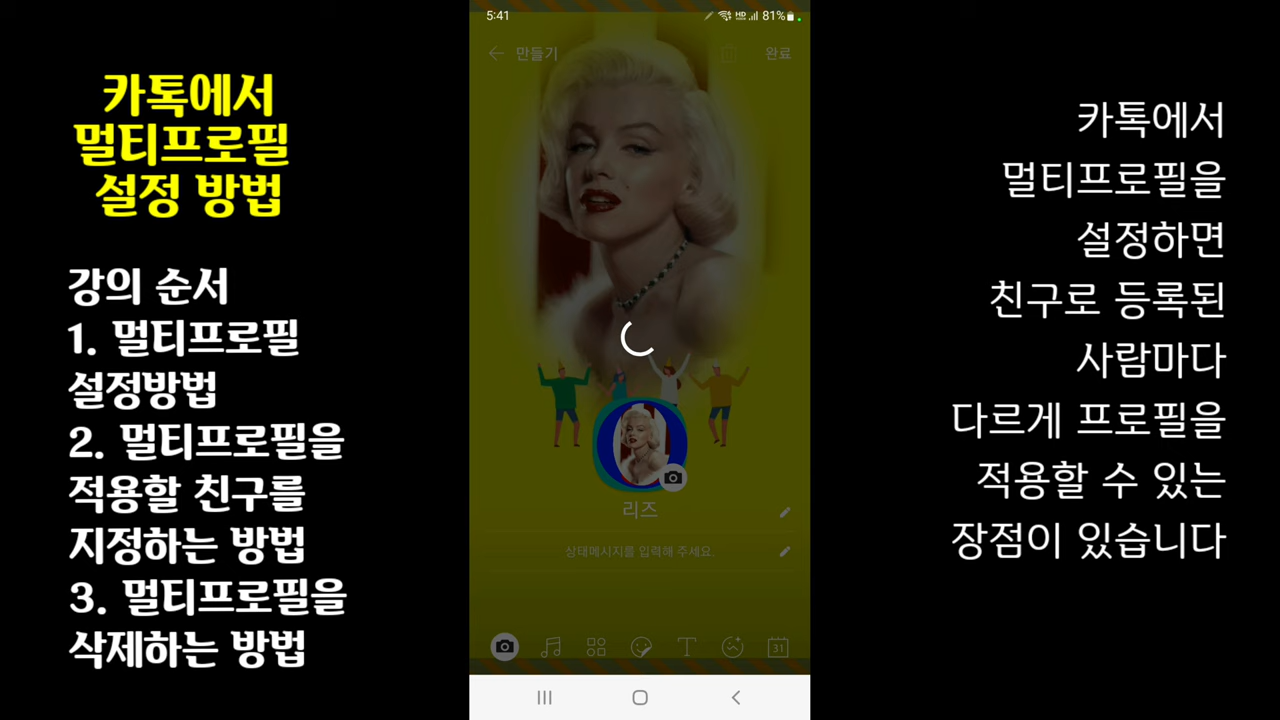 카톡에서
멀티프로필
설정 방법
강의 순서
1. 멀티프로필
설정방법
2. 멀티프로필을
적용할 친구를
지정하는 방법
3. 멀티프로필을
삭제하는 방법
5:41
81%
만들기
완료
리즈
상태메시지를 입력해 주세요.
T
31
카톡에서
멀티프로필을
설정하면
친구로 등록된
사람마다
다르게 프로필을
적용할 수 있는
장점이 있습니다